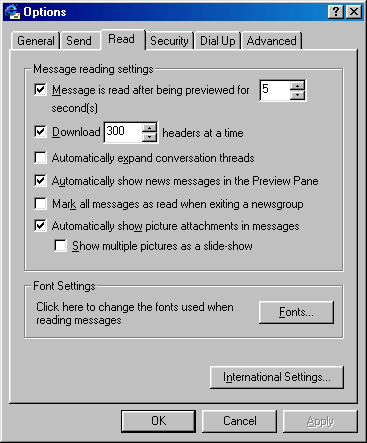 Options
General Send Read Security Dial Up Advanced
Message reading settings
Message is read after being previewed for 5
second(s)
Download 300 headers at a time
Automatically expand conversation threads
Automatically show news messages in the Preview Pane
Mark all messages as read when exiting a newsgroup
Automatically show picture attachments in messages
Show multiple pictures as a slide-show
Font Settings
Click here to change the fonts used when
reading messages
Fonts...
International Settings...
OK Cancel Apply